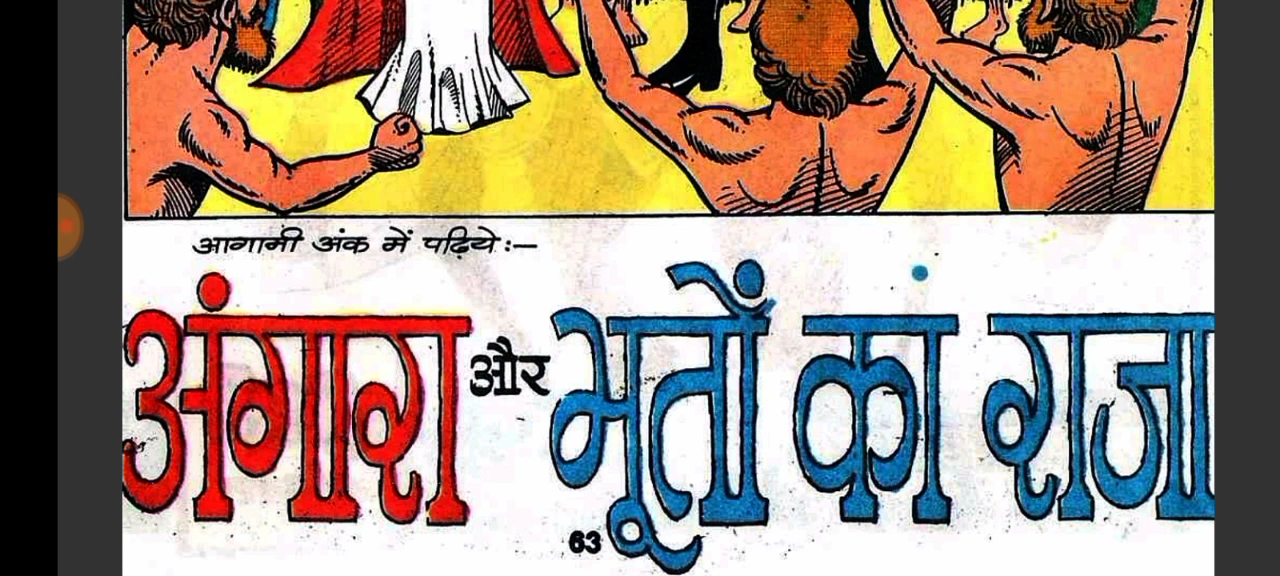 आगामी अंक में पढ़िये:—
अंगारा और भूतों का राजा
63